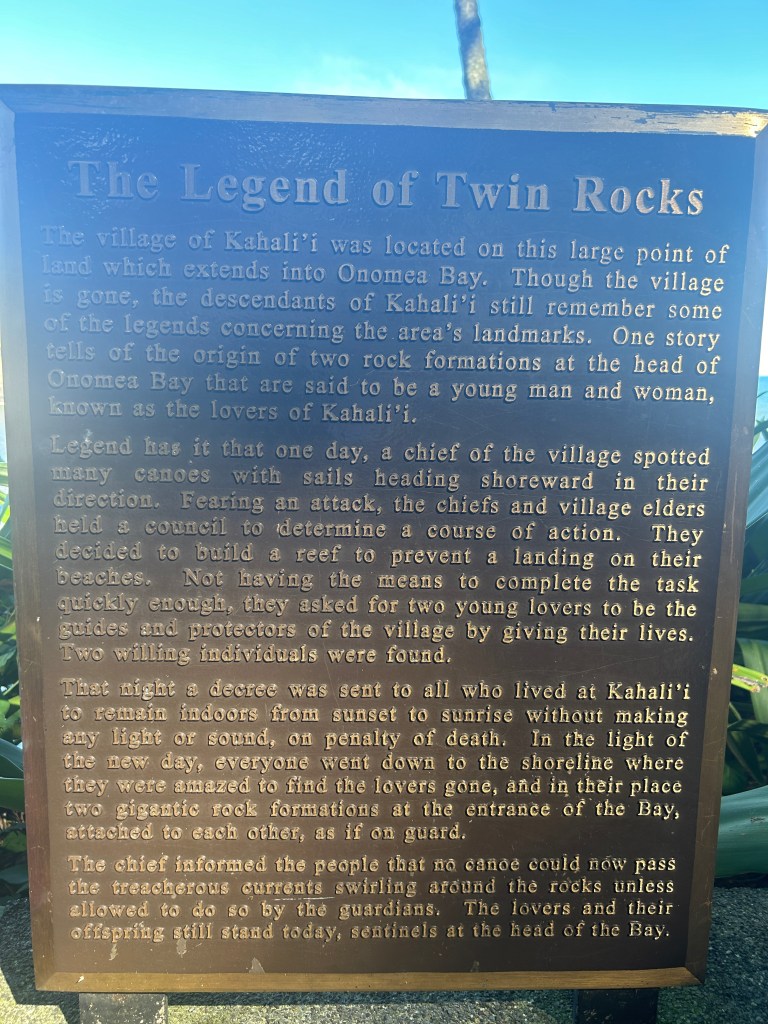 The Legend of Twin Rocks
The village of Kahali'i was located on this large point of
land which extends into Onomea Bay. Though the village
is gone, the descendants of Kahali'i still remember some
of the legends concerning the area's landmarks. One story
tells of the origin of two rock formations at the head of
Onomea Bay that are said to be a young man and woman,
known as the lovers of Kahali'i.
Legend has it that one day, a chief of the village spotted
many canoes with sails heading shoreward in their
direction. Fearing an attack, the chiefs and village elders
held a council to determine a course of action. They
decided to build a reef to prevent a landing on their
beaches. Not having the means to complete the task
quickly enough, they asked for two young lovers to be the
guides and protectors of the village by giving their lives.
Two willing individuals were found.
That night a decree was sent to all who lived at Kahali'i
to remain indoors from sunset to sunrise without making
any light or sound, on penalty of death. In the light of
the new day, everyone went down to the shoreline where
they were amazed to find the lovers gone, and in their place
two gigantic rock formations at the entrance of the Bay,
attached to each other, as if on guard.
The chief informed the people that no canoe could now pass
the treacherous currents swirling around the rocks unless
allowed to do so by the guardians. The lovers and their
offspring still stand today, sentinels at the head of the Bay.